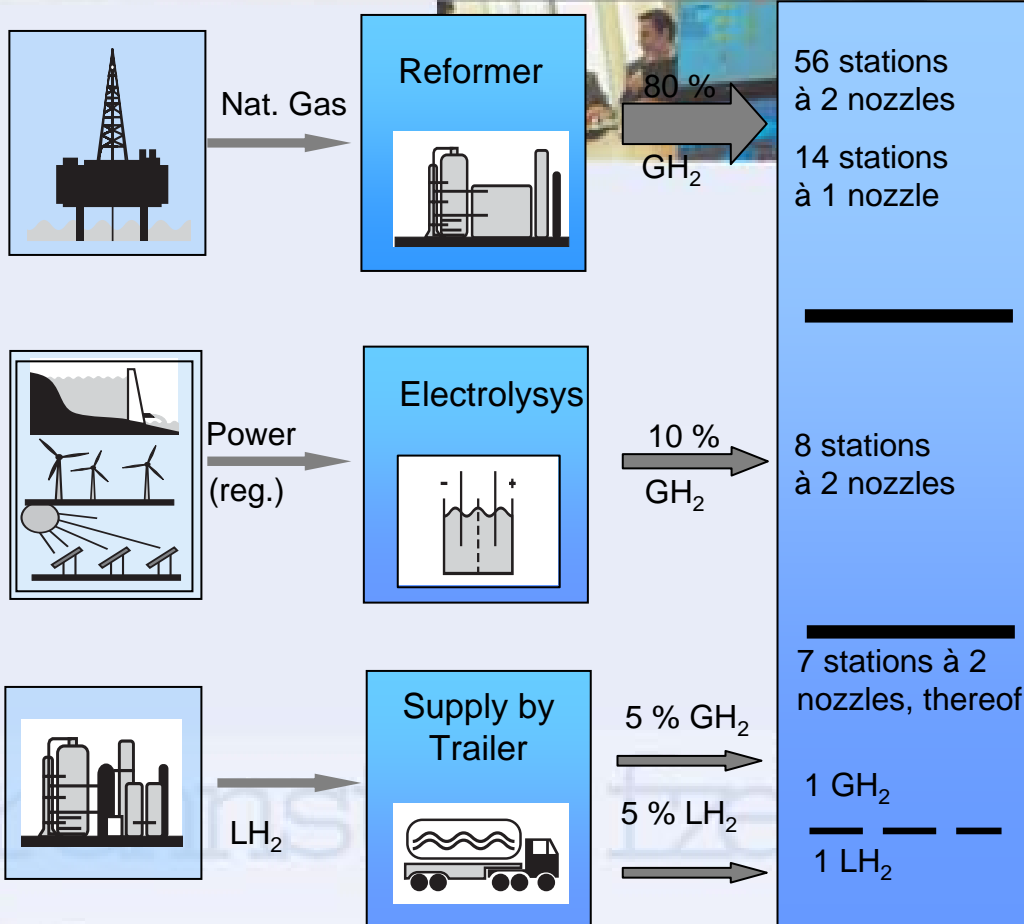 Nat. Gas
Reformer
80 %
GH₂
56 stations
à 2 nozzles
14 stations
à 1 nozzle
Power
(reg.)
Electrolysys
- +
10 %
GH₂
8 stations
à 2 nozzles
LH₂
Supply by
Trailer
5 % GH₂
5 % LH₂
7 stations à 2
nozzles, thereof
1 GH₂
1 LH₂